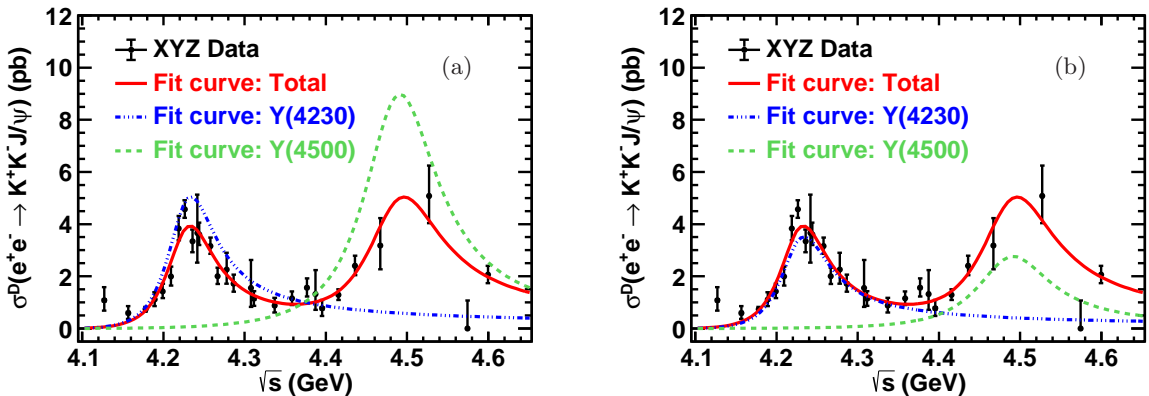 σᴰ(e⁺e⁻ → K⁺K⁻J/ψ) (pb)
12
10
8
6
4
2
0
XYZ Data
Fit curve: Total
Fit curve: Y(4230)
Fit curve: Y(4500)
(a)
4.1 4.2 4.3 4.4 4.5 4.6
√s (GeV)
σᴰ(e⁺e⁻ → K⁺K⁻J/ψ) (pb)
12
10
8
6
4
2
0
XYZ Data
Fit curve: Total
Fit curve: Y(4230)
Fit curve: Y(4500)
(b)
4.1 4.2 4.3 4.4 4.5 4.6
√s (GeV)